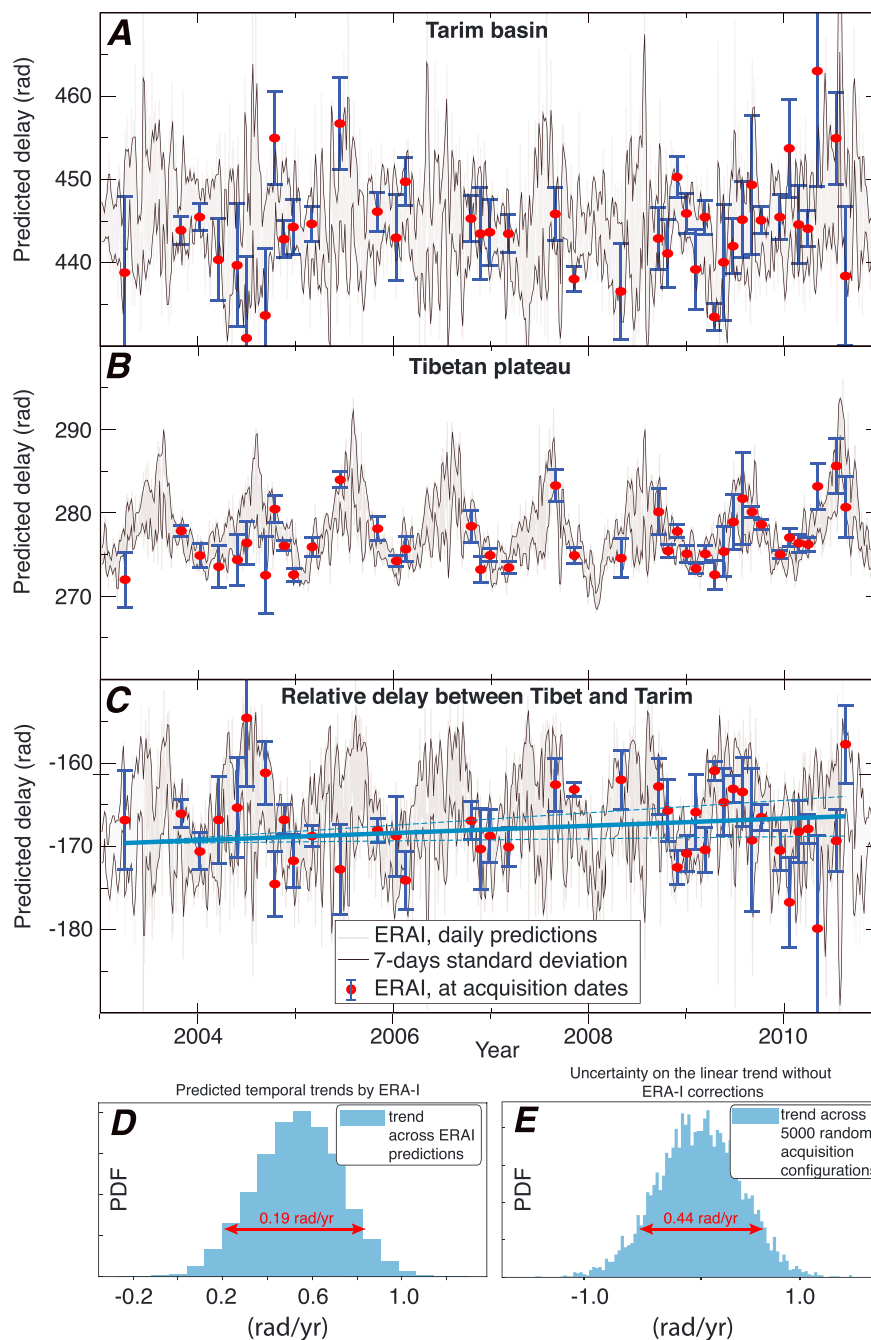 A
Tarim basin
Predicted delay (rad)
460
450
440
B
Tibetan plateau
Predicted delay (rad)
290
280
270
C
Relative delay between Tibet and Tarim
Predicted delay (rad)
-160
-170
-180
ERAI, daily predictions
7-days standard deviation
ERAI, at acquisition dates
2004
2006
2008
2010
Year
Predicted temporal trends by ERA-I
D
trend
across ERAI
predictions
PDF
0.19 rad/yr
-0.2
0.2
0.6
1.0
(rad/yr)
Uncertainty on the linear trend without
ERA-I corrections
E
trend across
5000 random
acquisition
configurations
PDF
0.44 rad/yr
-1.0
1.0
(rad/yr)